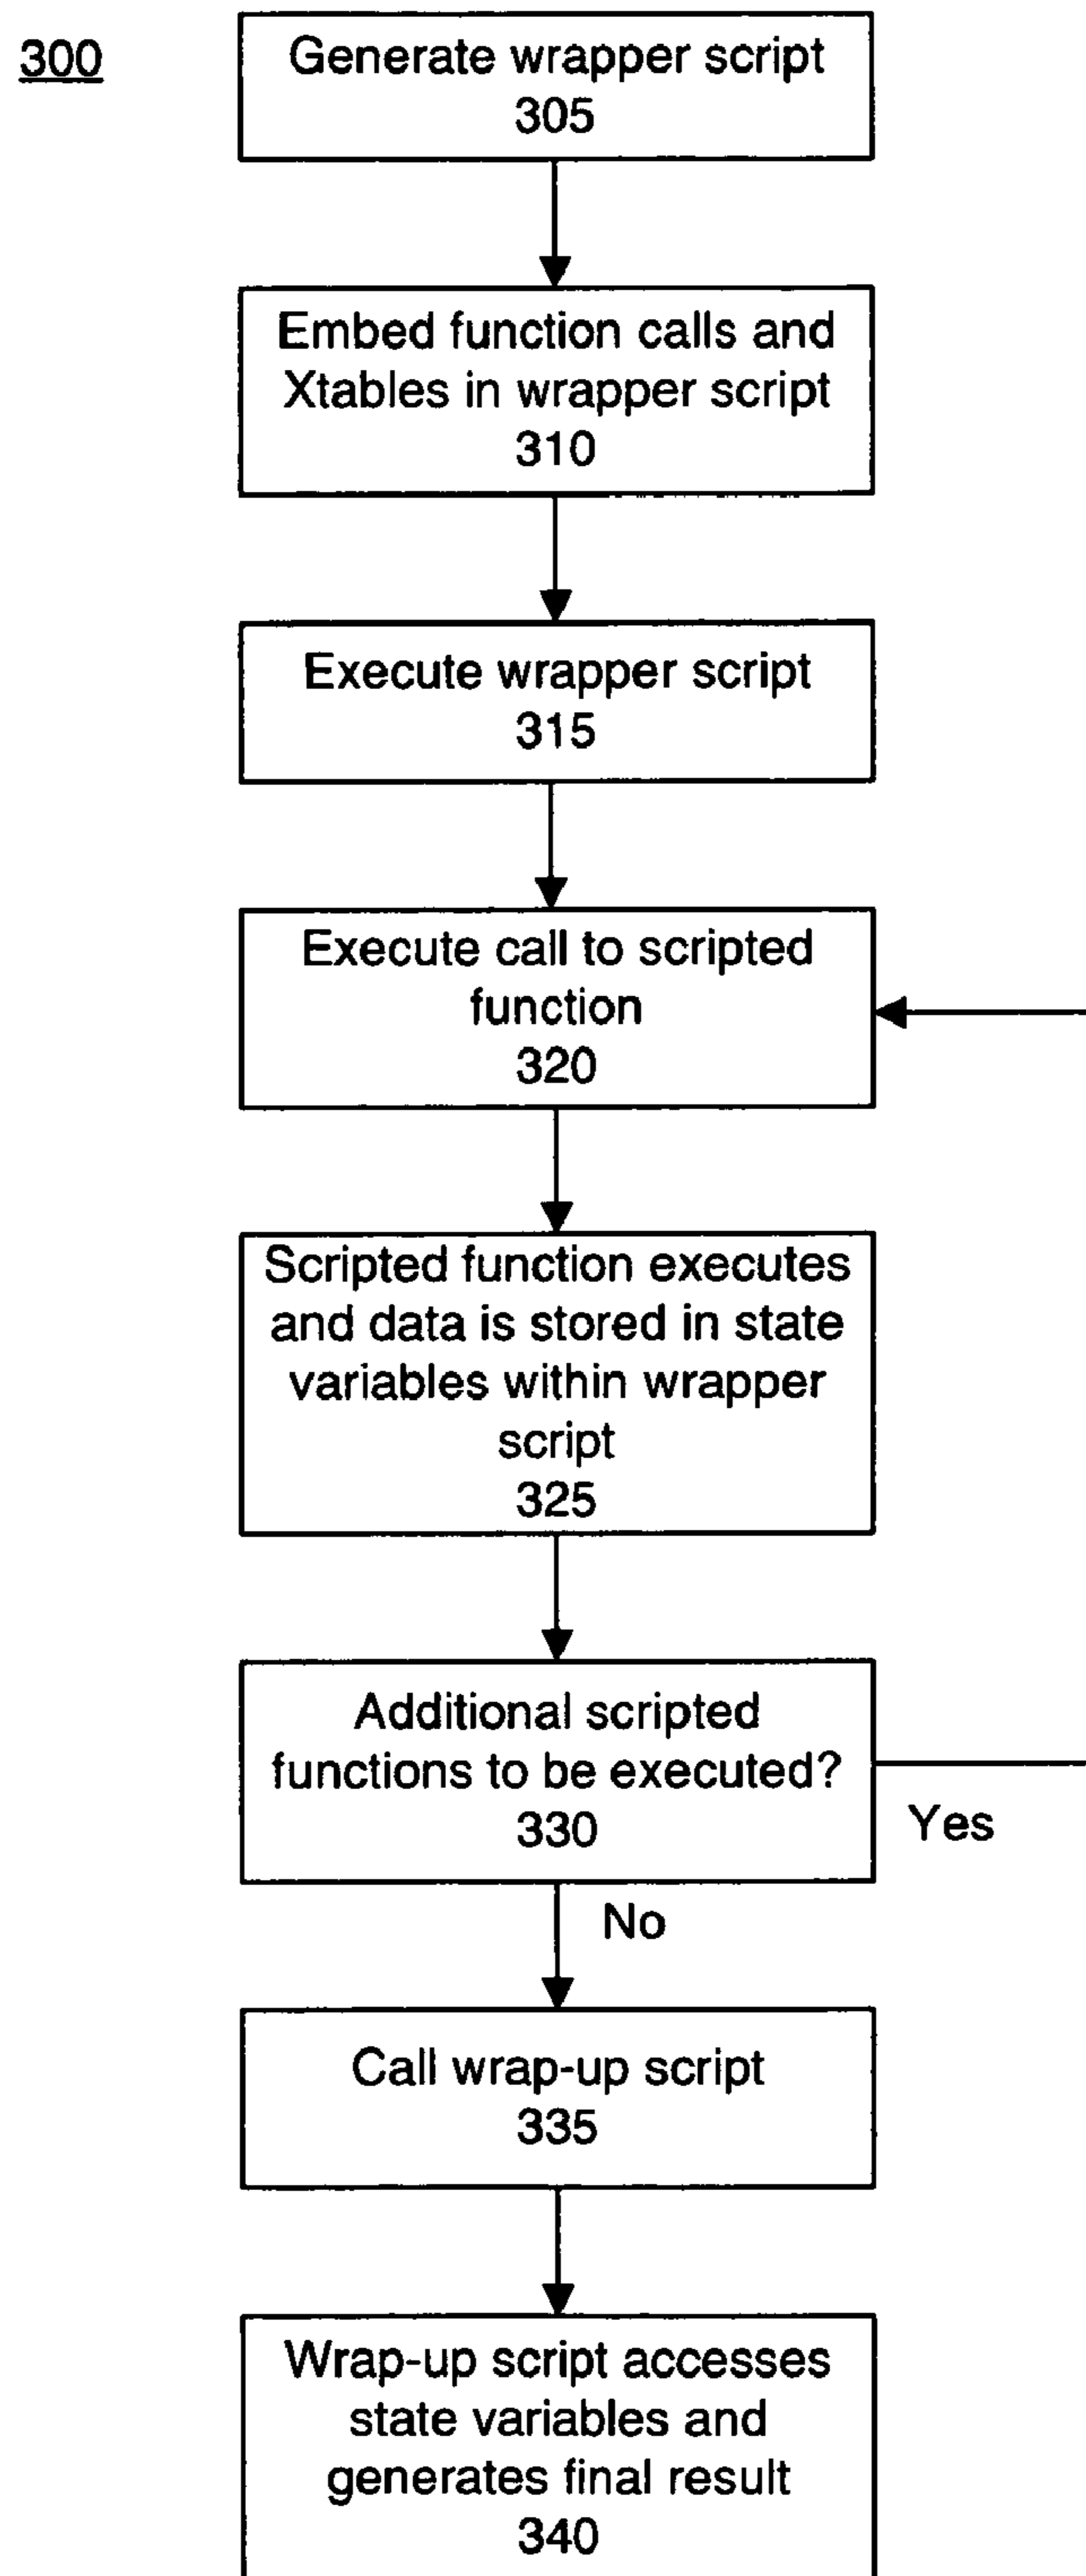 300
Generate wrapper script
305
Embed function calls and
Xtables in wrapper script
310
Execute wrapper script
315
Execute call to scripted
function
320
Scripted function executes
and data is stored in state
variables within wrapper
script
325
Additional scripted
functions to be executed?
330
Yes
No
Call wrap-up script
335
Wrap-up script accesses
state variables and
generates final result
340